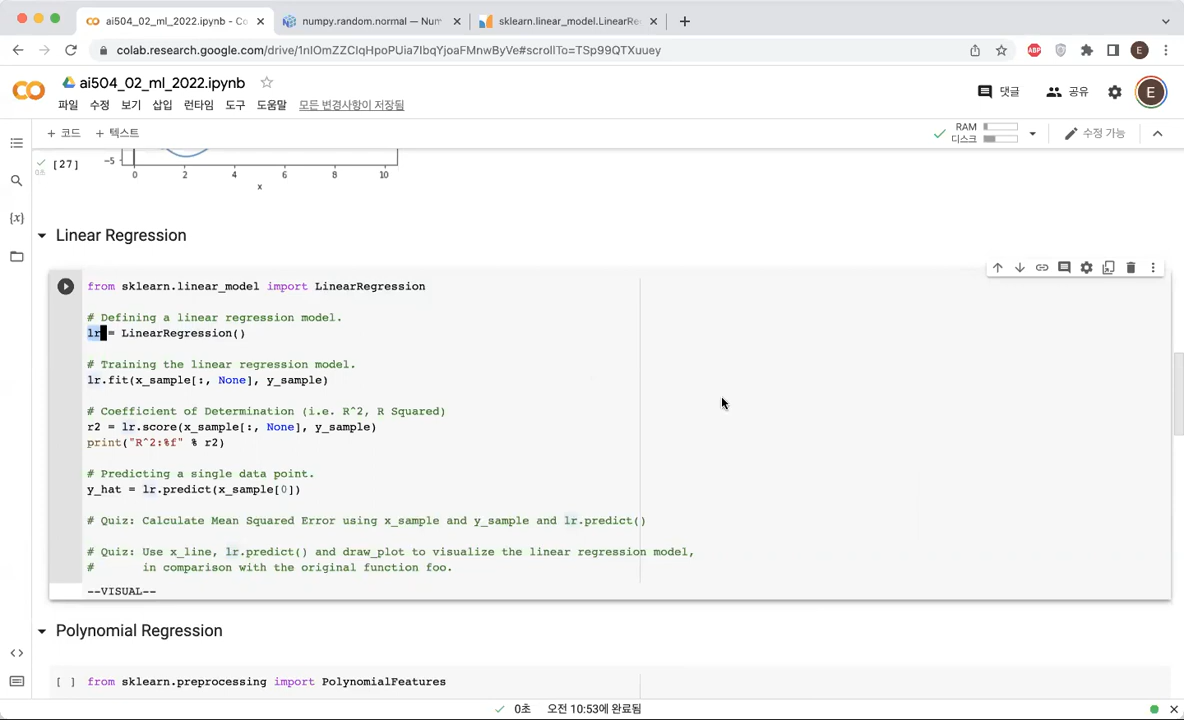 ai504_02_ml_2022.ipynb - Co
numpy.random.normal — Num
sklearn.linear_model.LinearRe
colab.research.google.com/drive/1nIOmZZClqHpoPUia7IbqYjoaFMnwByVe#scrollTo=TSp99QTXuuey
ABP
E
ai504_02_ml_2022.ipynb
댓글
공유
E
파일 수정 보기 삽입 런타임 도구 도움말 모든 변경사항이 저장됨
+ 코드 + 텍스트
RAM
디스크
수정 가능
[27]
-5
0 2 4 6 8 10
x
{x}
Linear Regression
from sklearn.linear_model import LinearRegression
# Defining a linear regression model.
lr = LinearRegression()
# Training the linear regression model.
lr.fit(x_sample[:, None], y_sample)
# Coefficient of Determination (i.e. R^2, R Squared)
r2 = lr.score(x_sample[:, None], y_sample)
print("R^2:%f" % r2)
# Predicting a single data point.
y_hat = lr.predict(x_sample[0])
# Quiz: Calculate Mean Squared Error using x_sample and y_sample and lr.predict()
# Quiz: Use x_line, lr.predict() and draw_plot to visualize the linear regression model,
# in comparison with the original function foo.
--VISUAL--
Polynomial Regression
[ ] from sklearn.preprocessing import PolynomialFeatures
0초 오전 10:53에 완료됨